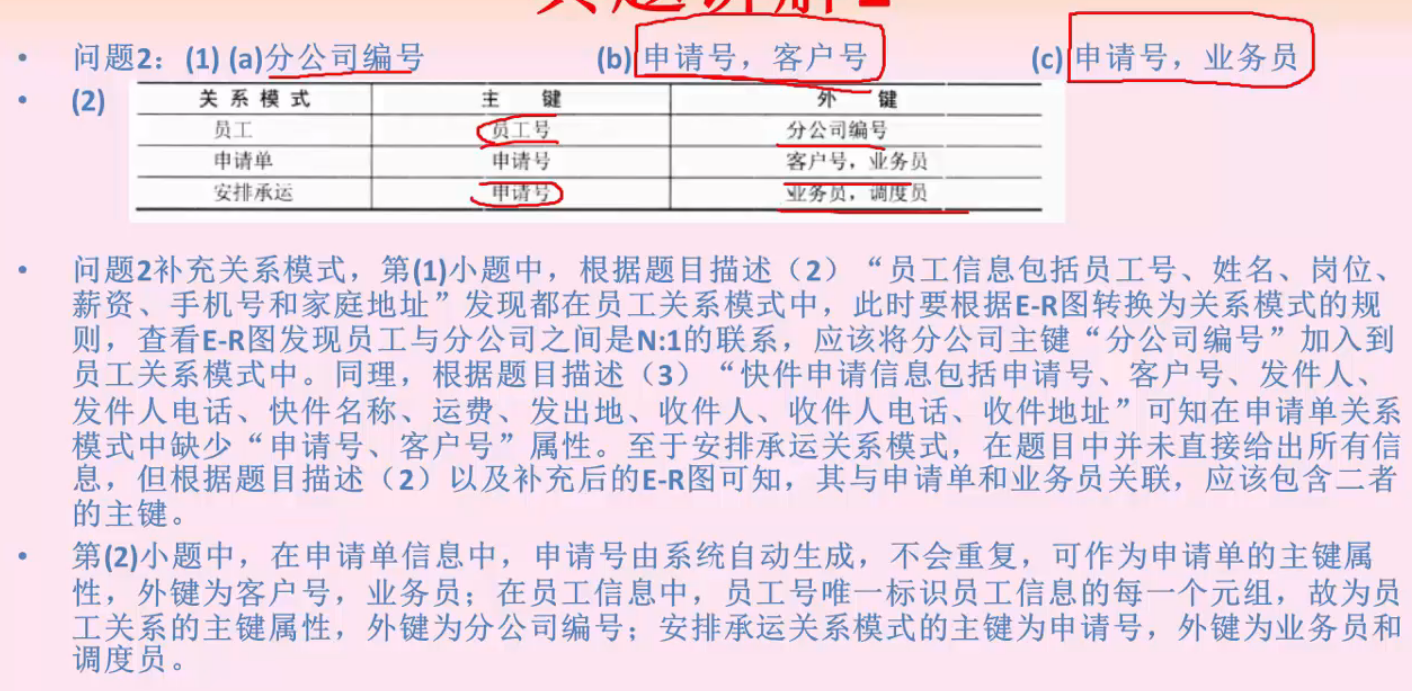 真题讲解1
• 问题2：(1) (a)分公司编号 (b)申请号，客户号 (c)申请号，业务员
• (2)
关系模式 主键 外键
员工 员工号 分公司编号
申请单 申请号 客户号，业务员
安排承运 申请号 业务员，调度员
• 问题2补充关系模式，第(1)小题中，根据题目描述（2）“员工信息包括员工号、姓名、岗位、
薪资、手机号和家庭地址”发现都在员工关系模式中，此时要根据E-R图转换为关系模式的规
则，查看E-R图发现员工与分公司之间是N:1的联系，应该将分公司主键“分公司编号”加入到
员工关系模式中。同理，根据题目描述（3）“快件申请信息包括申请号、客户号、发件人、
发件人电话、快件名称、运费、发出地、收件人、收件人电话、收件地址”可知在申请单关系
模式中缺少“申请号、客户号”属性。至于安排承运关系模式，在题目中并未直接给出所有信
息，但根据题目描述（2）以及补充后的E-R图可知，其与申请单和业务员关联，应该包含二者
的主键。
• 第(2)小题中，在申请单信息中，申请号由系统自动生成，不会重复，可作为申请单的主键属
性，外键为客户号，业务员；在员工信息中，员工号唯一标识员工信息的每一个元组，故为员
工关系的主键属性，外键为分公司编号；安排承运关系模式的主键为申请号，外键为业务员和
调度员。